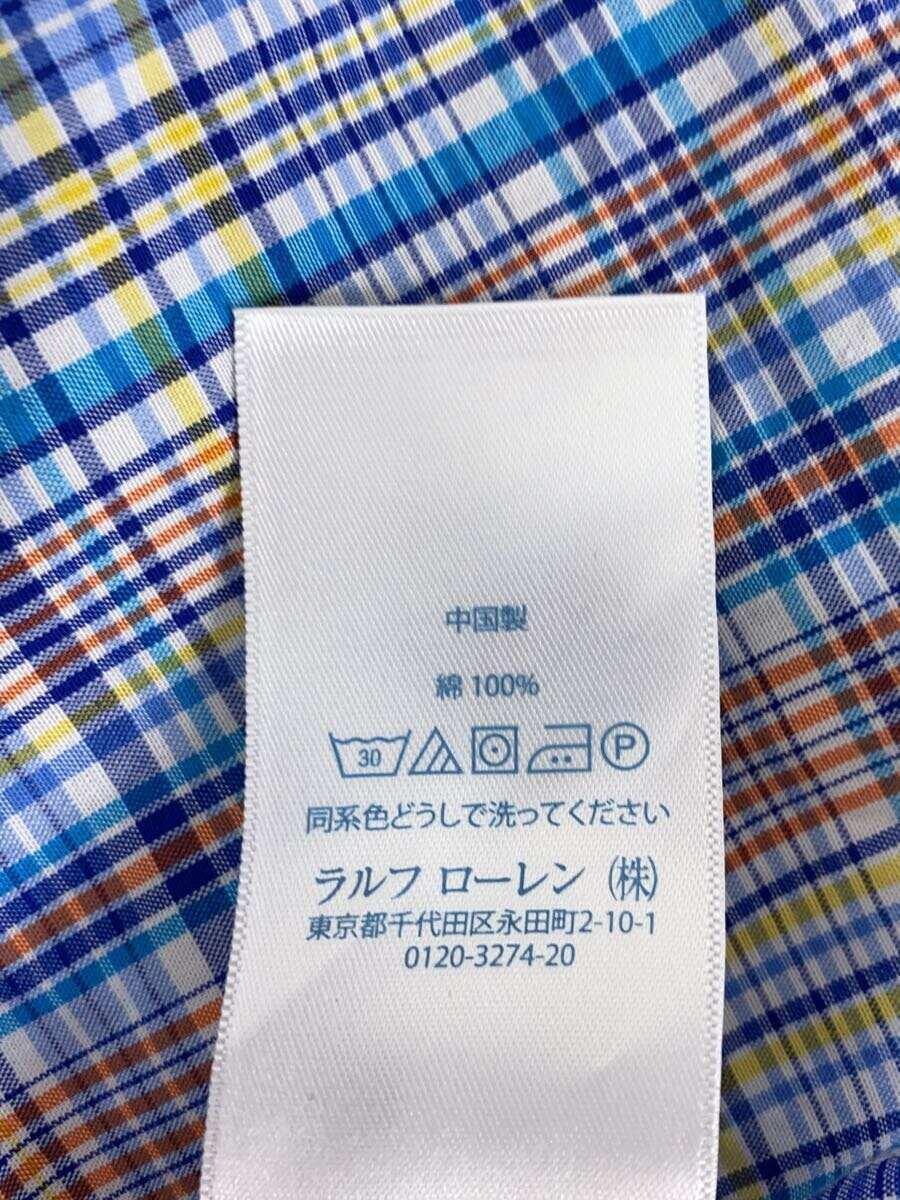 中国製
綿 100%
30 P
同系色どうしで洗ってください
ラルフ ローレン (株)
東京都千代田区永田町2-10-1
0120-3274-20